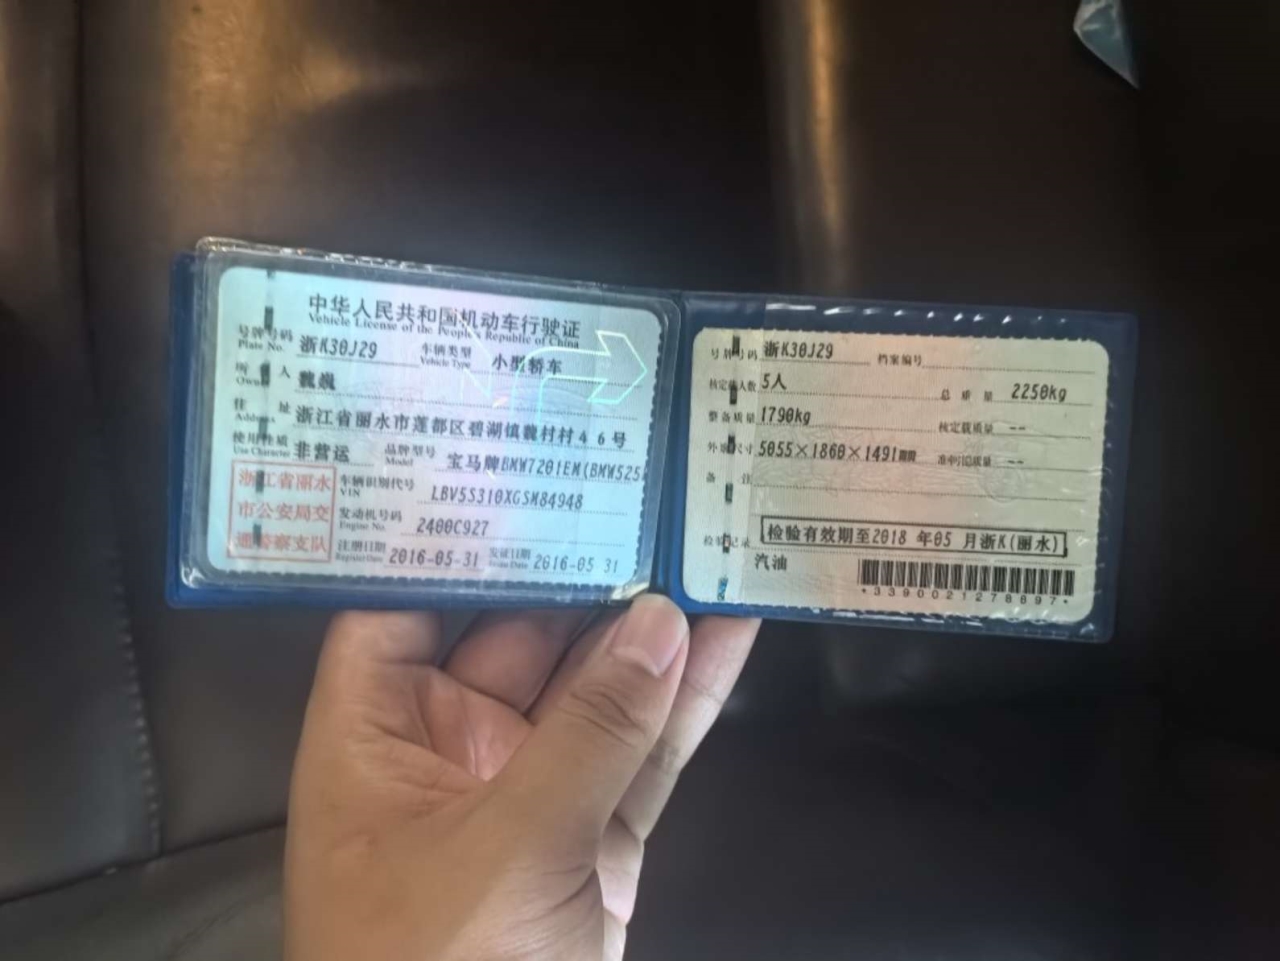 中华人民共和国机动车行驶证
Vehicle License of the People's Republic of China
号牌号码 浙K30J29 车辆类型 小型轿车
Plate No. Vehicle Type
所 人 魏巍
Owner
住 址 浙江省丽水市莲都区碧湖镇魏村村46号
Address
使用性质 非营运 品牌型号 宝马牌BMW7201EM(BMW525
Use Character Model
浙江省丽水
市公安局交
通警察支队
车辆识别代号 LBV5S310XGSM84948
VIN
发动机号码 2400C927
Engine No.
注册日期 2016-05-31 发证日期 2016-05 31
Register Date Issue Date
号牌号码 浙K30J29 档案编号
核定载人数 5人 总质量 2250kg
整备质量 1790kg 核定载质量 --
外廓尺寸 5055×1860×1491mm 准牵引总质量 --
备 注
检验记录 检验有效期至2018 年05 月浙K(丽水)
汽油
*3390021278897*